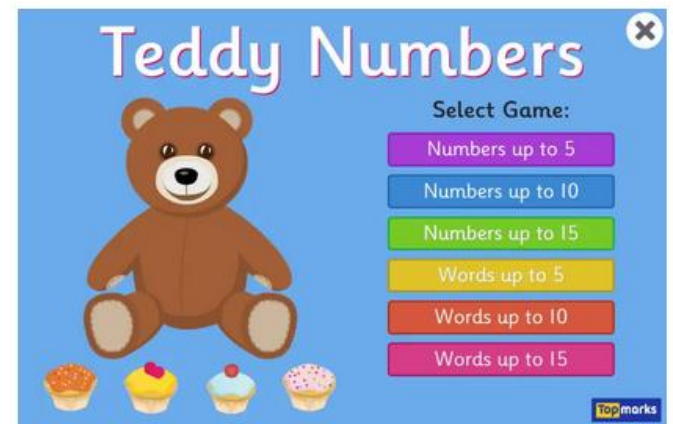 Teddy Numbers
Select Game:
Numbers up to 5
Numbers up to 10
Numbers up to 15
Words up to 5
Words up to 10
Words up to 15
Topmarks